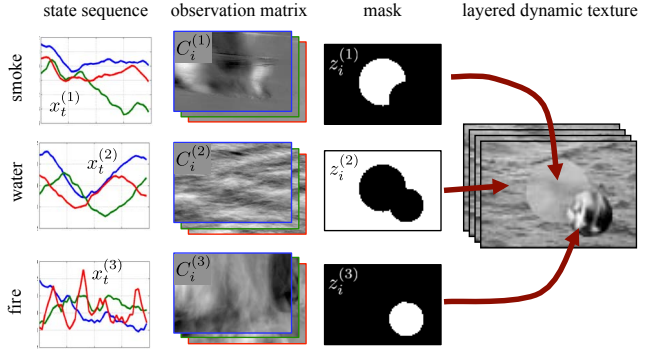 state sequence observation matrix mask layered dynamic texture
smoke
x_t^{(1)}
C_i^{(1)}
z_i^{(1)}
water
x_t^{(2)}
C_i^{(2)}
z_i^{(2)}
fire
x_t^{(3)}
C_i^{(3)}
z_i^{(3)}